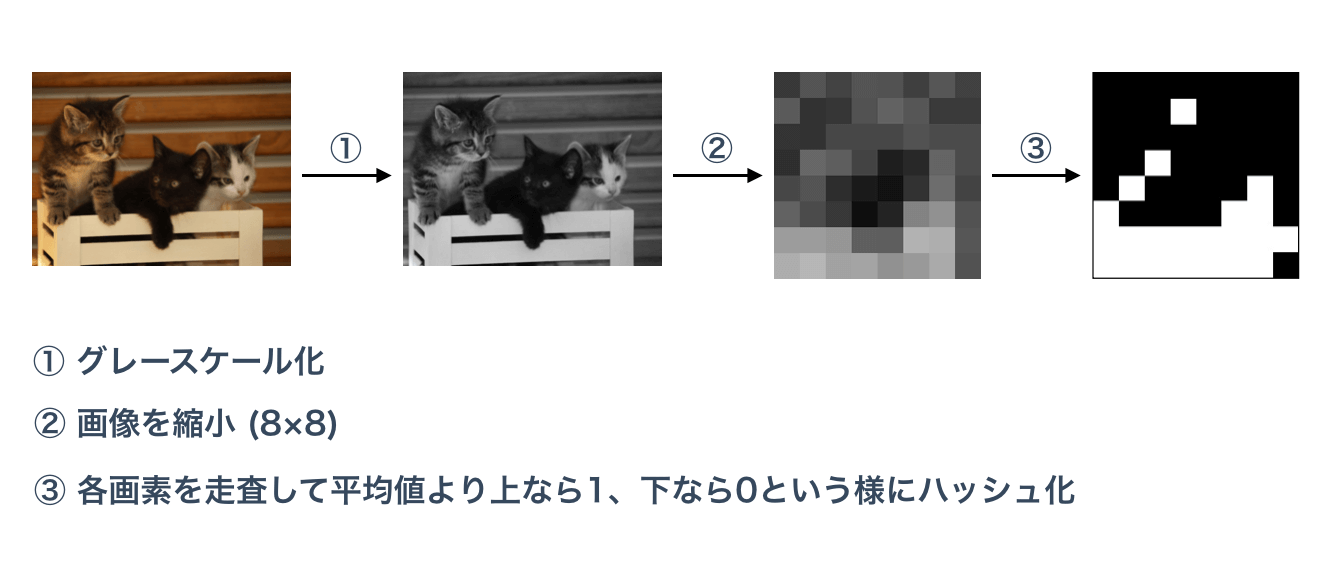 ① ② ③
① グレースケール化
② 画像を縮小 (8×8)
③ 各画素を走査して平均値より上なら1、下なら0という様にハッシュ化